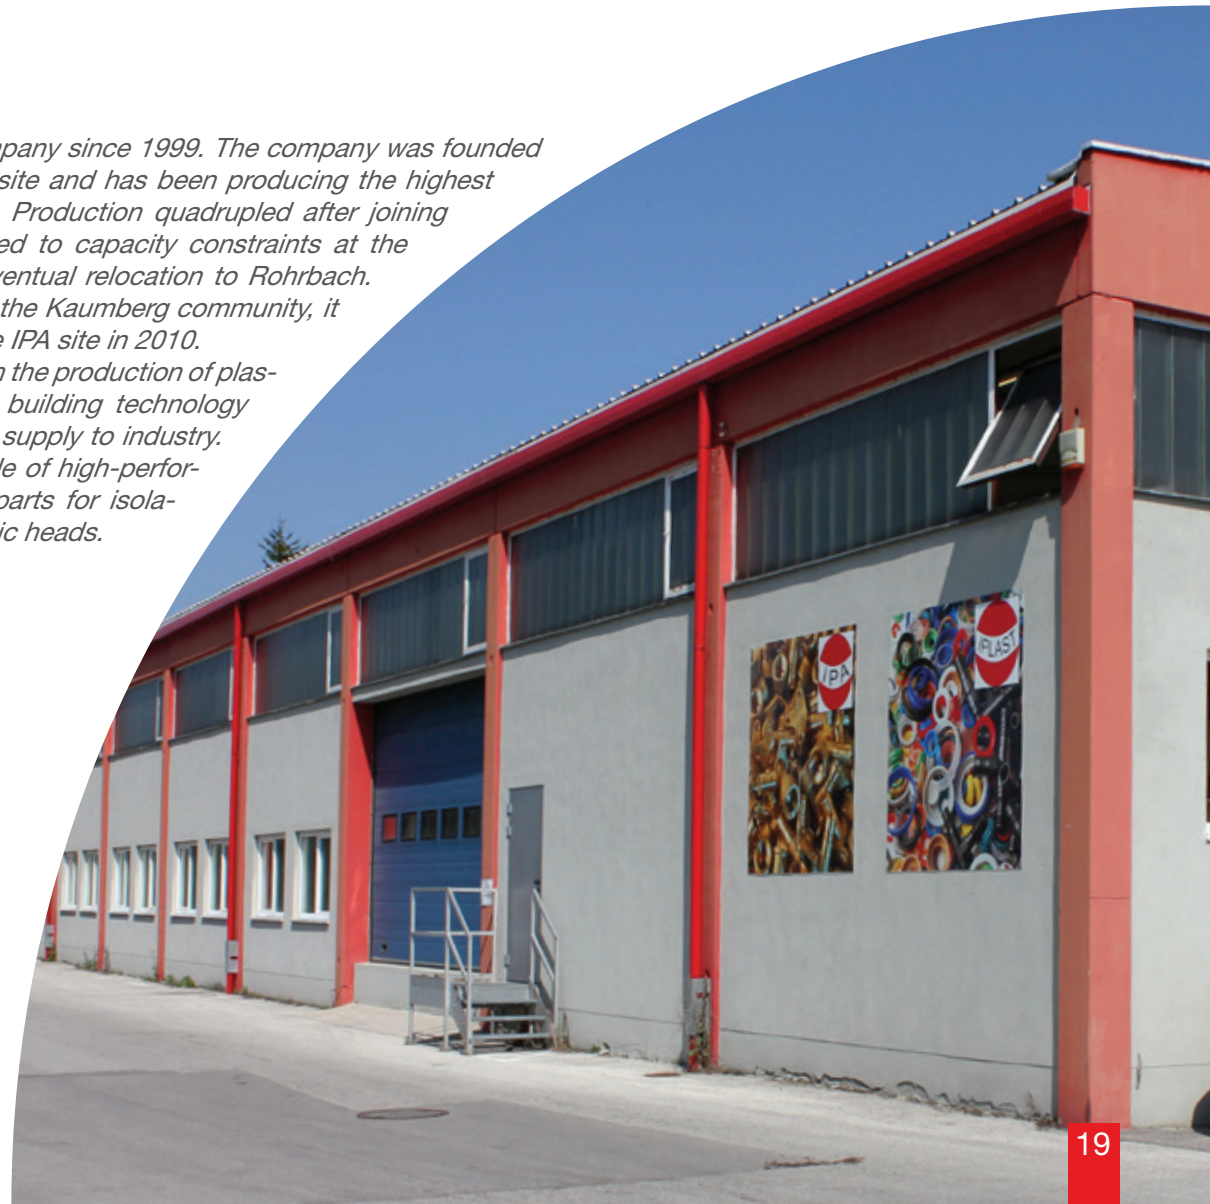 pany since 1999. The company was founded
site and has been producing the highest
Production quadrupled after joining
ed to capacity constraints at the
ventual relocation to Rohrbach.
the Kaumberg community, it
e IPA site in 2010.
n the production of plas-
building technology
supply to industry.
le of high-perfor-
parts for isola-
ic heads.
IPA
IPLAST
19